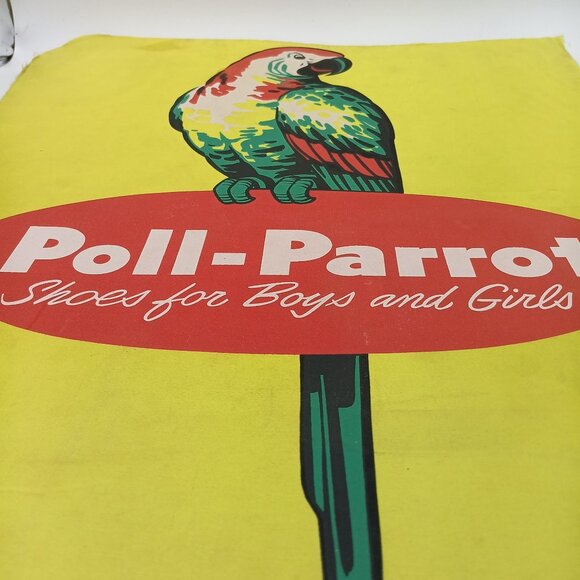 Poll-Parrot
Shoes for Boys and Girls